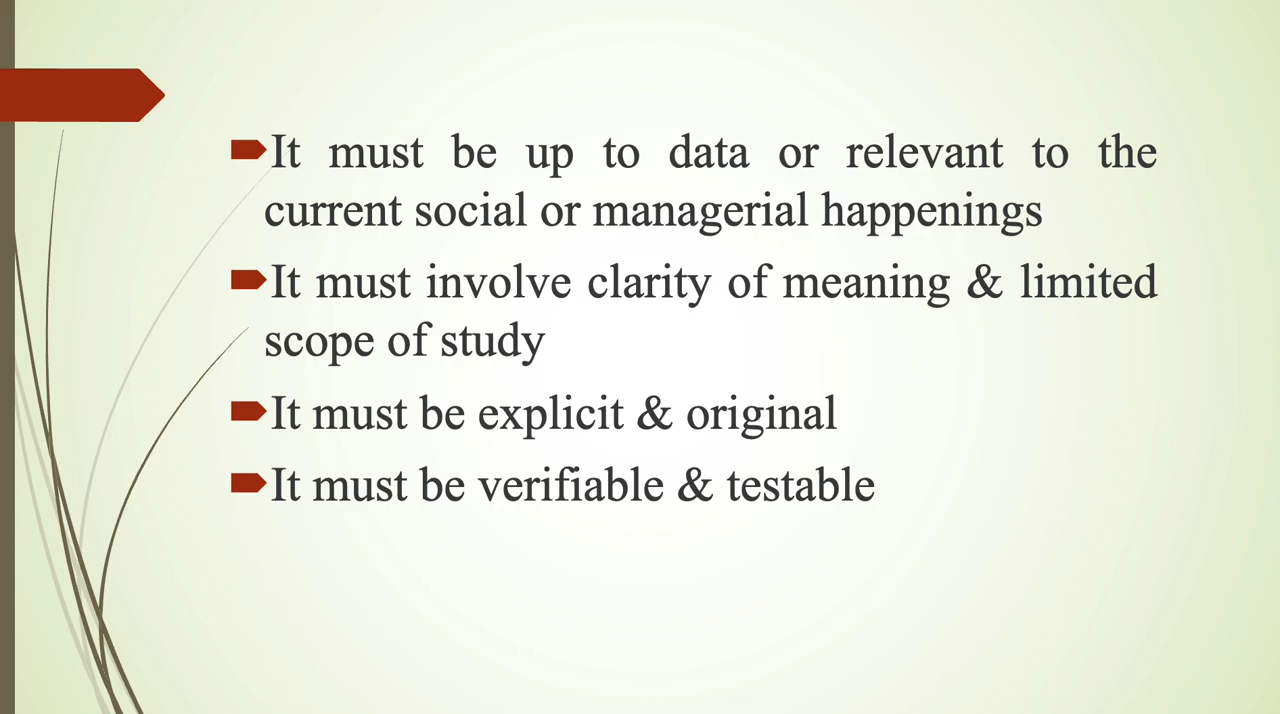 It must be up to data or relevant to the
current social or managerial happenings
It must involve clarity of meaning & limited
scope of study
It must be explicit & original
It must be verifiable & testable